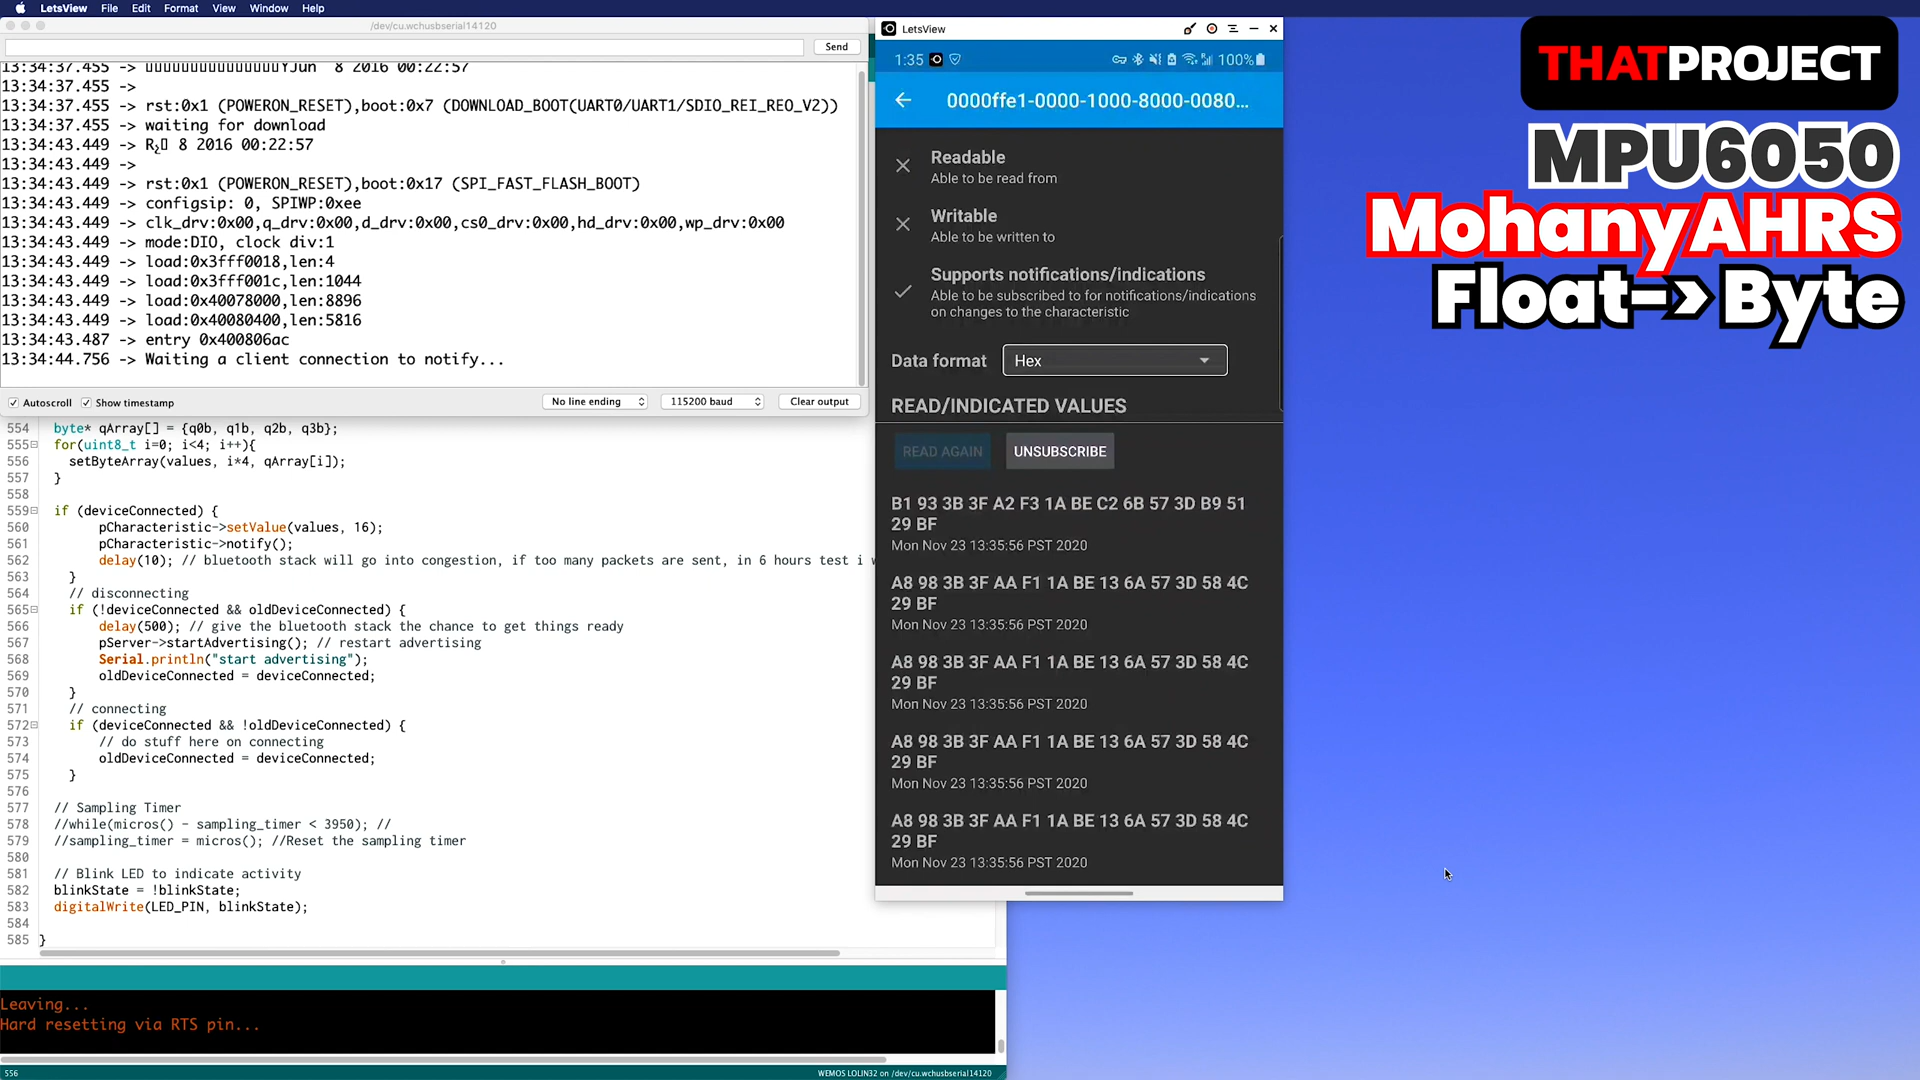 LetsView File Edit Format View Window Help
/dev/cu.wchusbserial14120
Send
13:34:37.455 -> YJun  8 2016 00:22:57
13:34:37.455 ->
13:34:37.455 -> rst:0x1 (POWERON_RESET),boot:0x7 (DOWNLOAD_BOOT(UART0/UART1/SDIO_REI_REO_V2))
13:34:37.455 -> waiting for download
13:34:43.449 -> 8 2016 00:22:57
13:34:43.449 ->
13:34:43.449 -> rst:0x1 (POWERON_RESET),boot:0x17 (SPI_FAST_FLASH_BOOT)
13:34:43.449 -> configsip: 0, SPIWP:0xee
13:34:43.449 -> clk_drv:0x00,q_drv:0x00,d_drv:0x00,cs0_drv:0x00,hd_drv:0x00,wp_drv:0x00
13:34:43.449 -> mode:DIO, clock div:1
13:34:43.449 -> load:0x3fff0018,len:4
13:34:43.449 -> load:0x3fff001c,len:1044
13:34:43.449 -> load:0x40078000,len:8896
13:34:43.449 -> load:0x40080400,len:5816
13:34:43.487 -> entry 0x400806ac
13:34:44.756 -> Waiting a client connection to notify...
Autoscroll Show timestamp No line ending 115200 baud Clear output
554 byte* qArray[] = {q0b, q1b, q2b, q3b};
555 for(uint8_t i=0; i<4; i++){
556 setByteArray(values, i*4, qArray[i]);
557 }
558
559 if (deviceConnected) {
560 pCharacteristic->setValue(values, 16);
561 pCharacteristic->notify();
562 delay(10); // bluetooth stack will go into congestion, if too many packets are sent, in 6 hours test i w
563 }
564 // disconnecting
565 if (!deviceConnected && oldDeviceConnected) {
566 delay(500); // give the bluetooth stack the chance to get things ready
567 pServer->startAdvertising(); // restart advertising
568 Serial.println("start advertising");
569 oldDeviceConnected = deviceConnected;
570 }
571 // connecting
572 if (deviceConnected && !oldDeviceConnected) {
573 // do stuff here on connecting
574 oldDeviceConnected = deviceConnected;
575 }
576
577 // Sampling Timer
578 //while(micros() - sampling_timer < 3950); //
579 //sampling_timer = micros(); //Reset the sampling timer
580
581 // Blink LED to indicate activity
582 blinkState = !blinkState;
583 digitalWrite(LED_PIN, blinkState);
584
585 }
Leaving...
Hard resetting via RTS pin...
556 WEMOS LOLIN32 on /dev/cu.wchusbserial14120
LetsView
1:35 100%
0000ffe1-0000-1000-8000-0080...
Readable
Able to be read from
Writable
Able to be written to
Supports notifications/indications
Able to be subscribed to for notifications/indications
on changes to the characteristic
Data format Hex
READ/INDICATED VALUES
READ AGAIN UNSUBSCRIBE
B1 93 3B 3F A2 F3 1A BE C2 6B 57 3D B9 51
29 BF
Mon Nov 23 13:35:56 PST 2020
A8 98 3B 3F AA F1 1A BE 13 6A 57 3D 58 4C
29 BF
Mon Nov 23 13:35:56 PST 2020
A8 98 3B 3F AA F1 1A BE 13 6A 57 3D 58 4C
29 BF
Mon Nov 23 13:35:56 PST 2020
A8 98 3B 3F AA F1 1A BE 13 6A 57 3D 58 4C
29 BF
Mon Nov 23 13:35:56 PST 2020
A8 98 3B 3F AA F1 1A BE 13 6A 57 3D 58 4C
29 BF
Mon Nov 23 13:35:56 PST 2020
THATPROJECT
MPU6050
MohanyAHRS
Float=>Byte